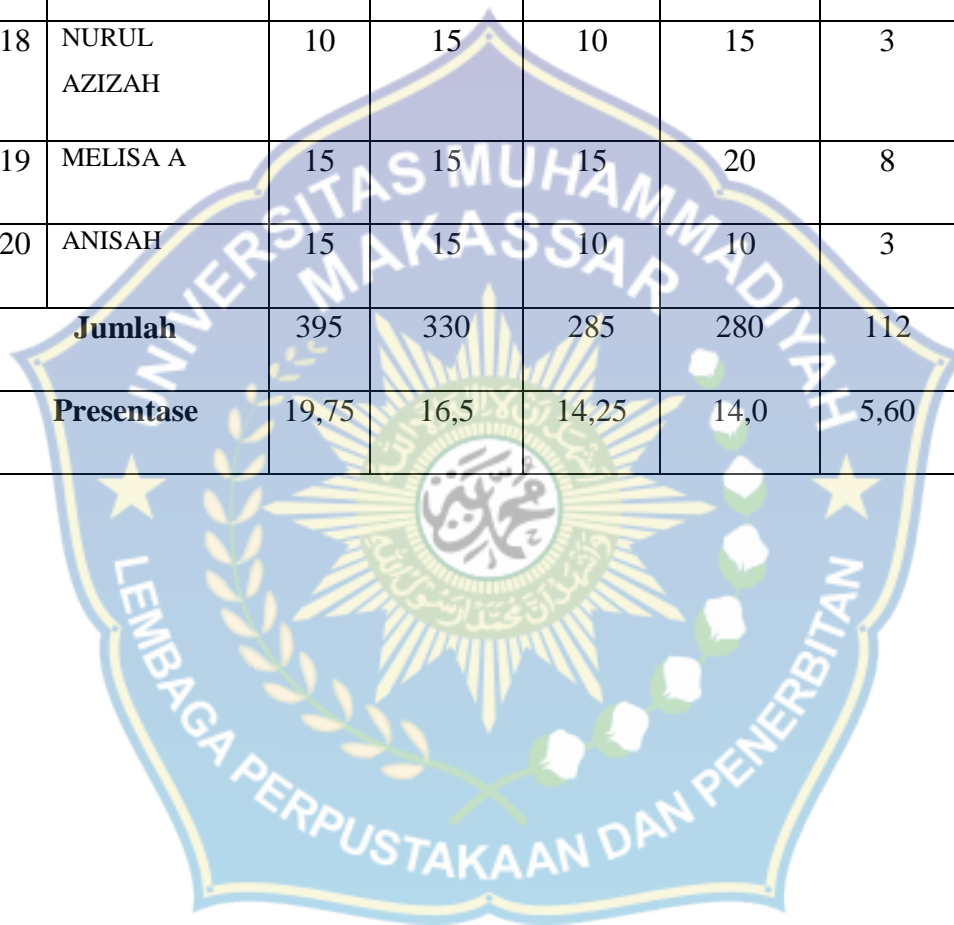 18 NURUL AZIZAH 10 15 10 15 3
19 MELISA A 15 15 15 20 8
20 ANISAH 15 15 10 10 3
Jumlah 395 330 285 280 112
Presentase 19,75 16,5 14,25 14,0 5,60
UNIVERSITAS MUHAMMADIYAH
MAKASSAR
LEMBAGA PERPUSTAKAAN DAN PENERBITAN